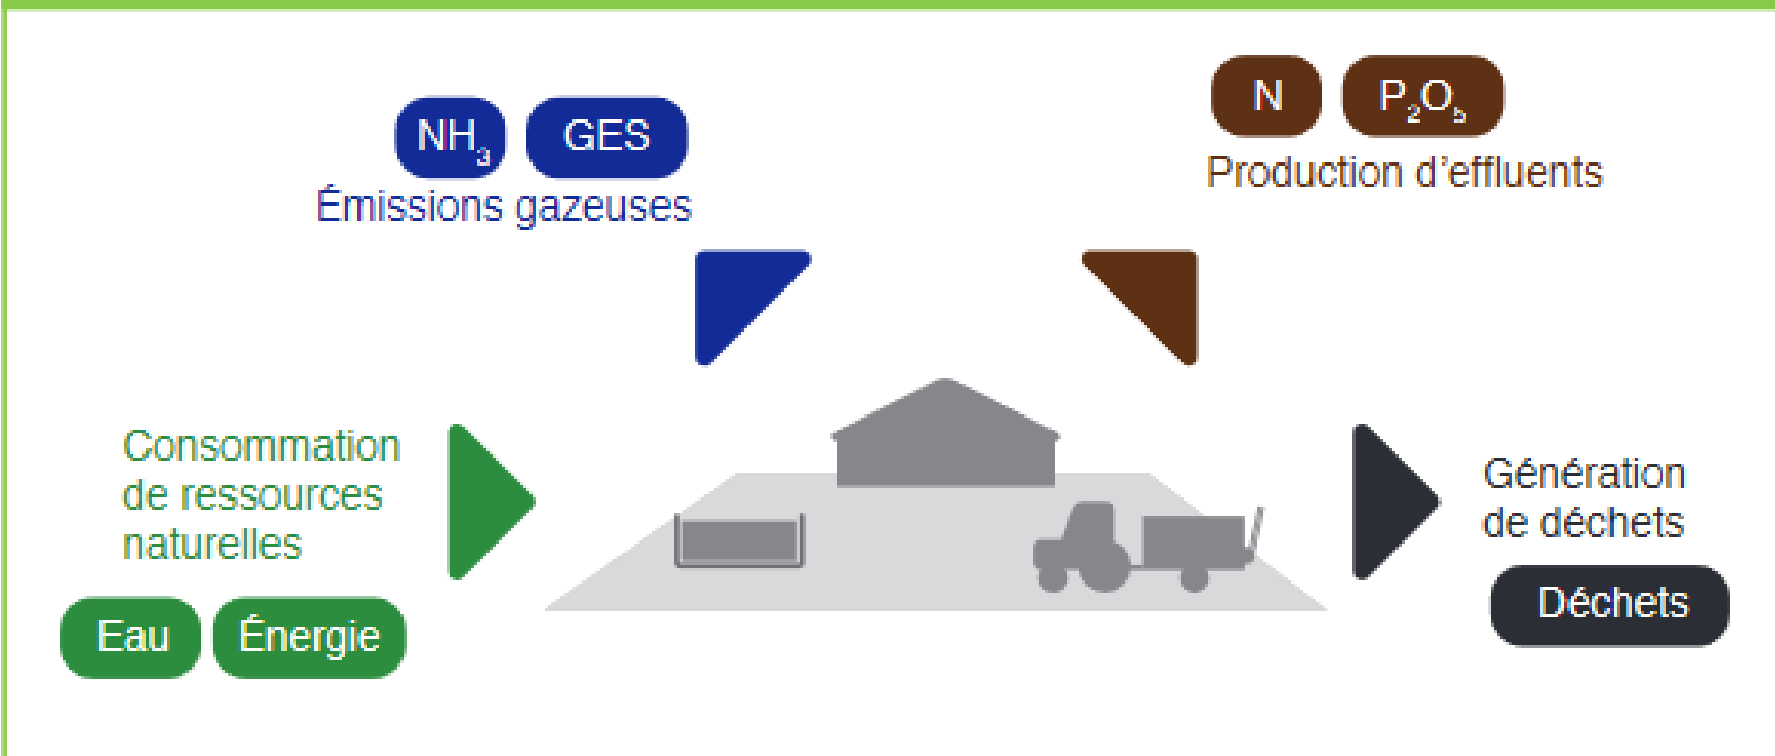 NH₃ GES
Émissions gazeuses
N P₂O₅
Production d'effluents
Consommation
de ressources
naturelles
Eau Énergie
Génération
de déchets
Déchets